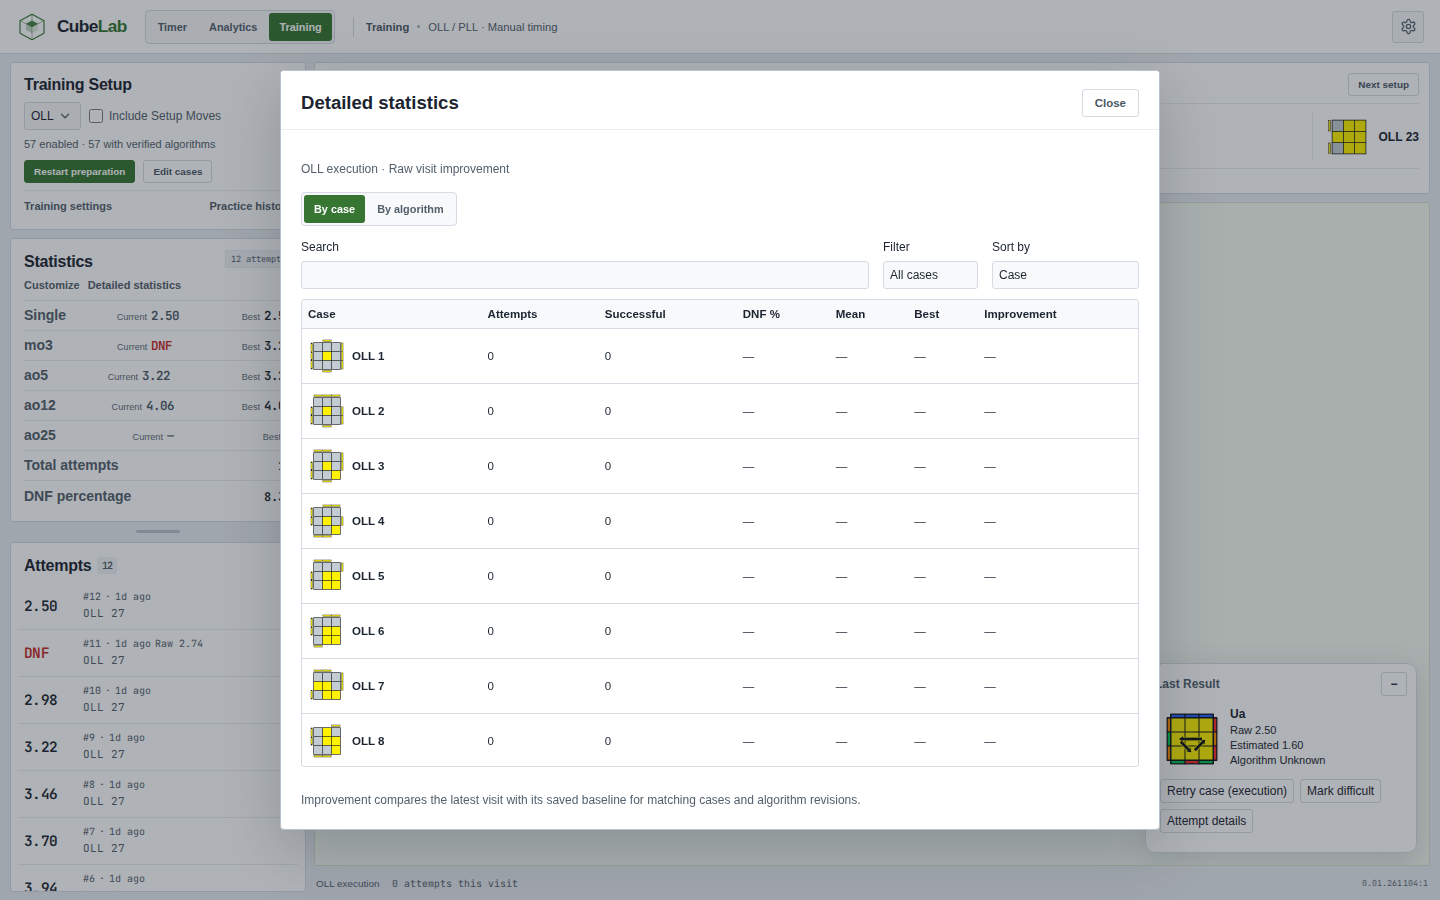 CubeLab
Timer Analytics Training
Training • OLL / PLL · Manual timing
Training Setup
OLL
Include Setup Moves
57 enabled · 57 with verified algorithms
Restart preparation Edit cases
Training settings
Statistics
Customize Detailed statistics
Single Current 2.50 Best
mo3 Current DNF Best
ao5 Current 3.22 Best
ao12 Current 4.06 Best
ao25 Current — Best
Total attempts
DNF percentage
Attempts 12
2.50 #12 · 1d ago
OLL 27
DNF #11 · 1d ago Raw 2.74
OLL 27
2.98 #10 · 1d ago
OLL 27
3.22 #9 · 1d ago
OLL 27
3.46 #8 · 1d ago
OLL 27
3.70 #7 · 1d ago
OLL 27
3.94 #6 · 1d ago
Detailed statistics
Close
OLL execution · Raw visit improvement
By case By algorithm
Search Filter Sort by
All cases Case
Case Attempts Successful DNF % Mean Best Improvement
OLL 1 0 0 — — — —
OLL 2 0 0 — — — —
OLL 3 0 0 — — — —
OLL 4 0 0 — — — —
OLL 5 0 0 — — — —
OLL 6 0 0 — — — —
OLL 7 0 0 — — — —
OLL 8 0 0 — — — —
Improvement compares the latest visit with its saved baseline for matching cases and algorithm revisions.
Next setup
OLL 23
Last Result
–
Ua
Raw 2.50
Estimated 1.60
Algorithm Unknown
Retry case (execution) Mark difficult
Attempt details
OLL execution 0 attempts this visit
0.01.261104:1